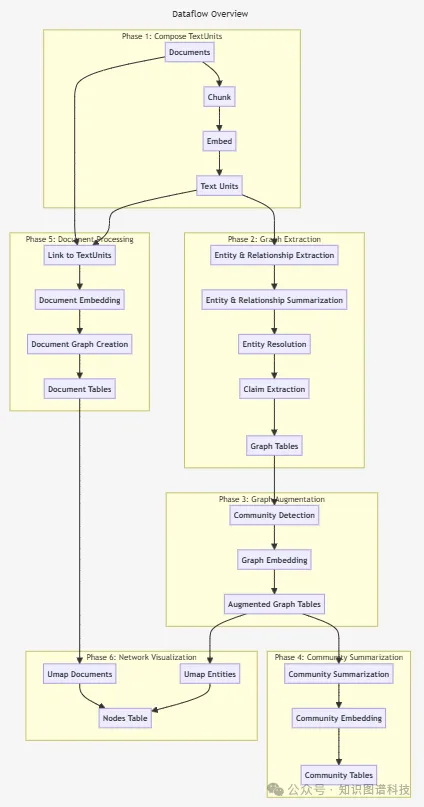 Dataflow Overview
Phase 1: Compose TextUnits
Documents
Chunk
Embed
Text Units
Phase 5: Document Processing
Link to TextUnits
Document Embedding
Document Graph Creation
Document Tables
Phase 2: Graph Extraction
Entity & Relationship Extraction
Entity & Relationship Summarization
Entity Resolution
Claim Extraction
Graph Tables
Phase 3: Graph Augmentation
Community Detection
Graph Embedding
Augmented Graph Tables
Phase 6: Network Visualization
Umap Documents
Umap Entities
Nodes Table
Phase 4: Community Summarization
Community Summarization
Community Embedding
Community Tables
公众号 · 知识图谱科技